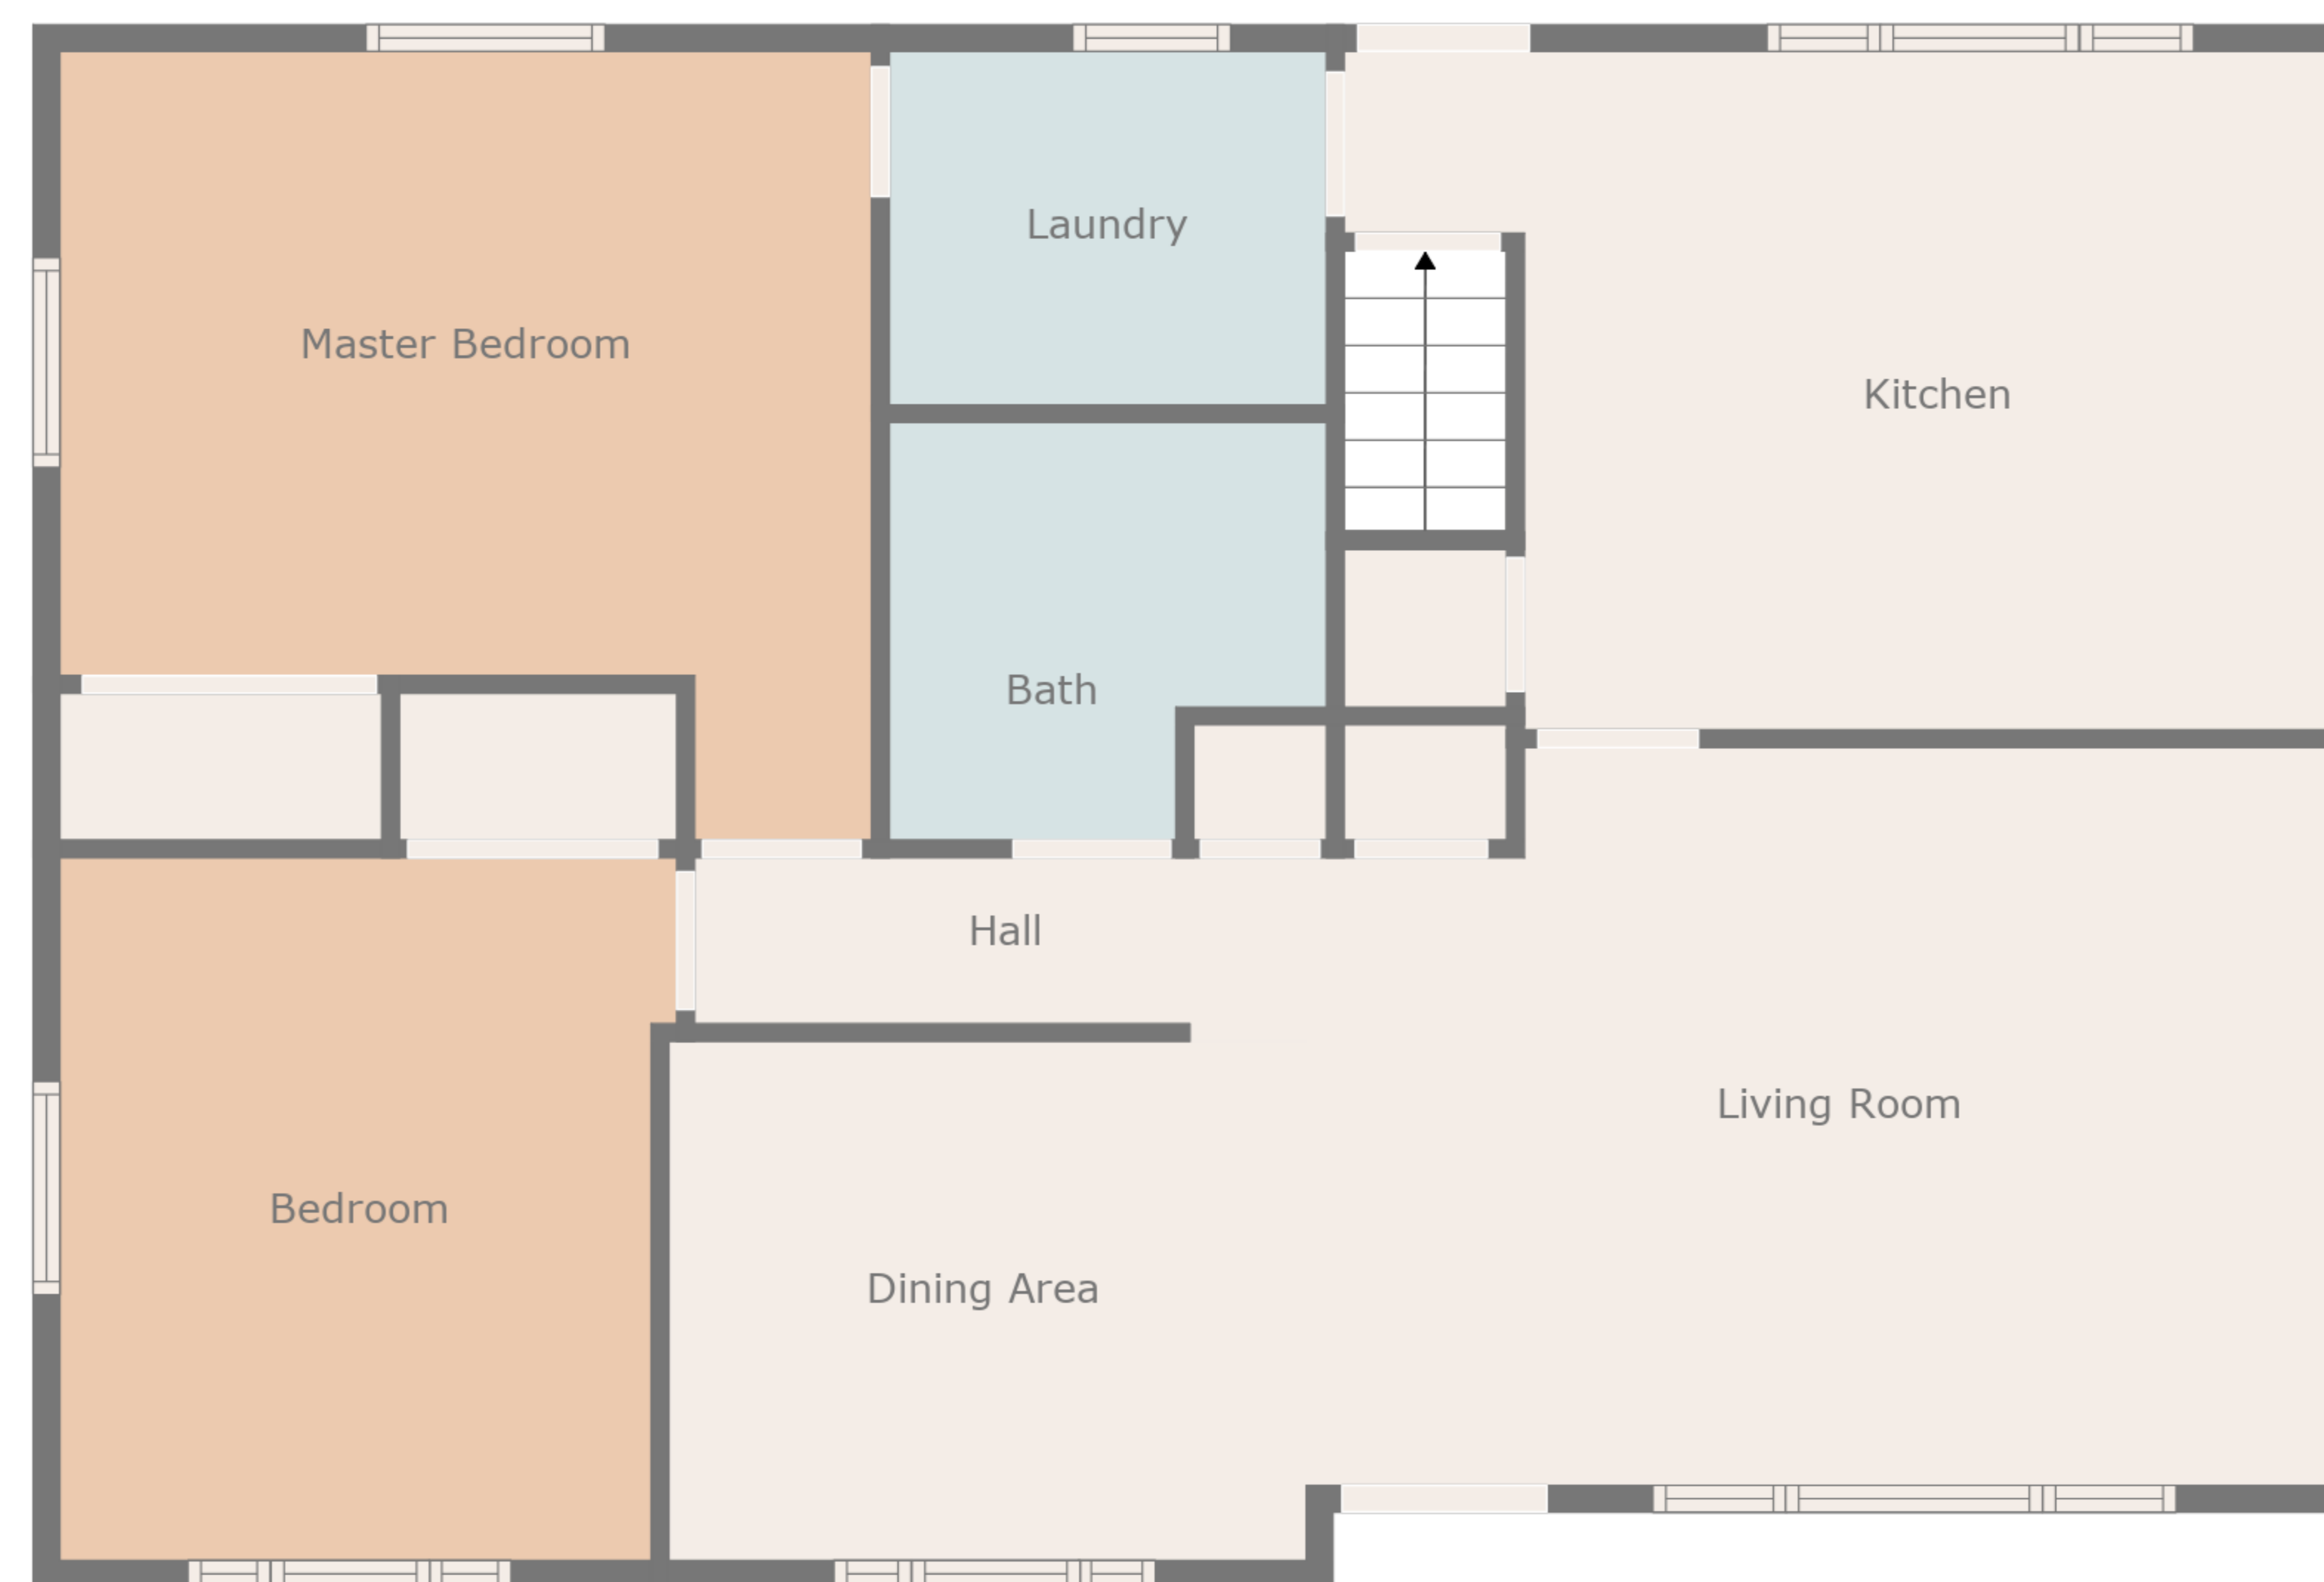 Laundry
Master Bedroom
Kitchen
Bath
Hall
Living Room
Bedroom
Dining Area